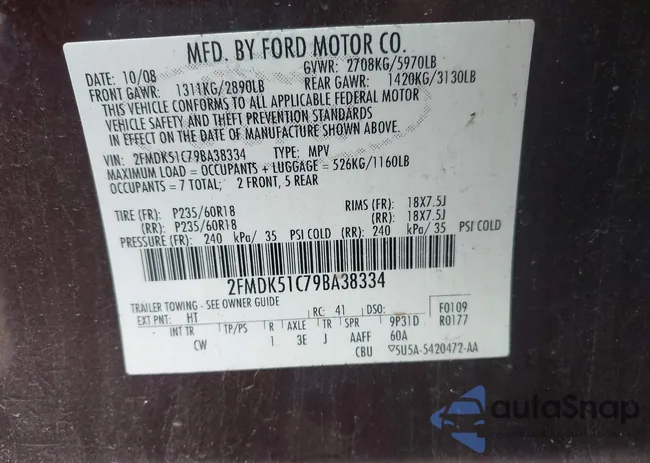 MFD. BY FORD MOTOR CO.
DATE: 10/08 GVWR: 2708KG/5970LB
FRONT GAWR: 1311KG/2890LB REAR GAWR: 1420KG/3130LB
THIS VEHICLE CONFORMS TO ALL APPLICABLE FEDERAL MOTOR
VEHICLE SAFETY AND THEFT PREVENTION STANDARDS
IN EFFECT ON THE DATE OF MANUFACTURE SHOWN ABOVE.
VIN: 2FMDK51C79BA38334 TYPE: MPV
MAXIMUM LOAD = OCCUPANTS + LUGGAGE = 526KG/1160LB
OCCUPANTS = 7 TOTAL; 2 FRONT, 5 REAR
TIRE (FR): P235/60R18 RIMS (FR): 18X7.5J
(RR): P235/60R18 (RR): 18X7.5J
PRESSURE (FR): 240 kPa/ 35 PSI COLD (RR): 240 kPa/ 35 PSI COLD
2FMDK51C79BA38334
TRAILER TOWING - SEE OWNER GUIDE
EXT PNT: HT RC: 41 DSO: F0109
INT TR TP/PS R AXLE TR SPR 9P31D R0177
CW 1 3E J AAFF 60A
CBU ▽5U5A-5420472-AA
autoSnap